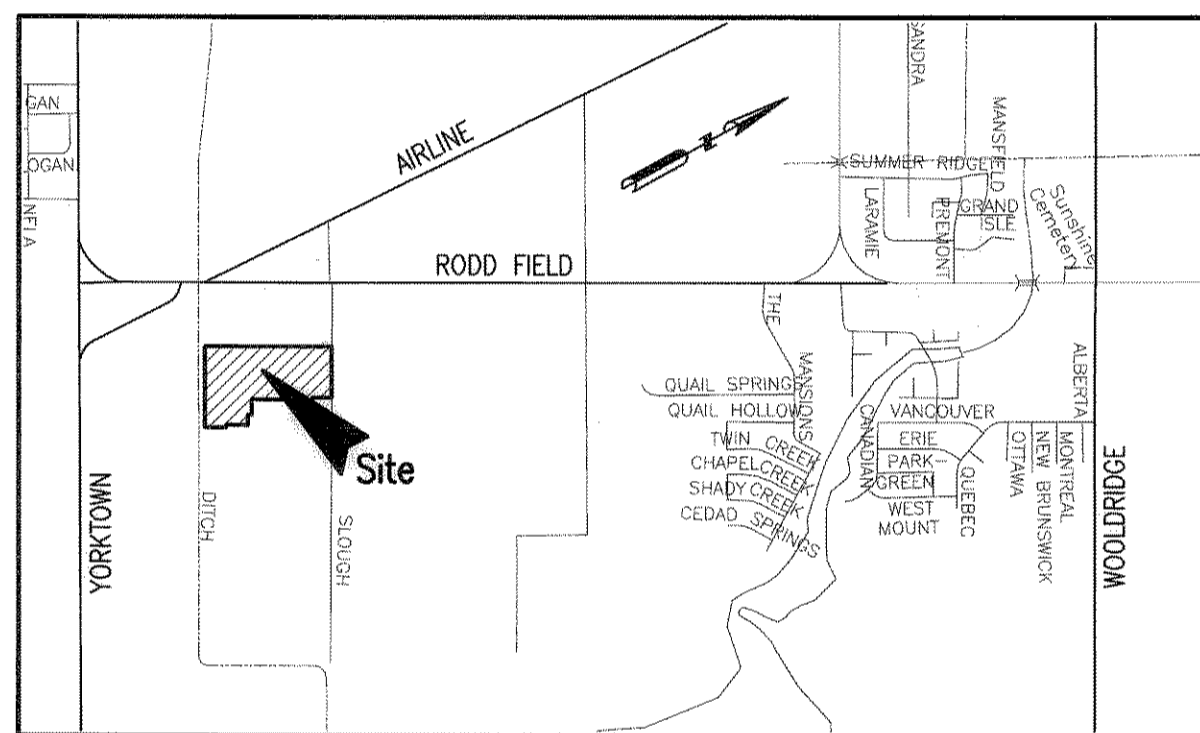 GAN
OGAN
AIRLINE
N
SANDRA
MANSFIELD
SUMMER RIDGE
LARAMIE
PREMONT
GRAND
ISLE
Sunshine
Cemetery
RODD FIELD
THE
MANSIONS
ALBERTA
QUAIL SPRINGS
QUAIL HOLLOW
VANCOUVER
TWIN CREEK
CHAPEL CREEK
SHADY CREEK
CEDAD SPRINGS
CANADIAN
ERIE
PARK
GREEN
WEST
MOUNT
QUEBEC
OTTAWA
NEW BRUNSWICK
MONTREAL
WOOLDRIDGE
Site
YORKTOWN
DITCH
SLOUGH